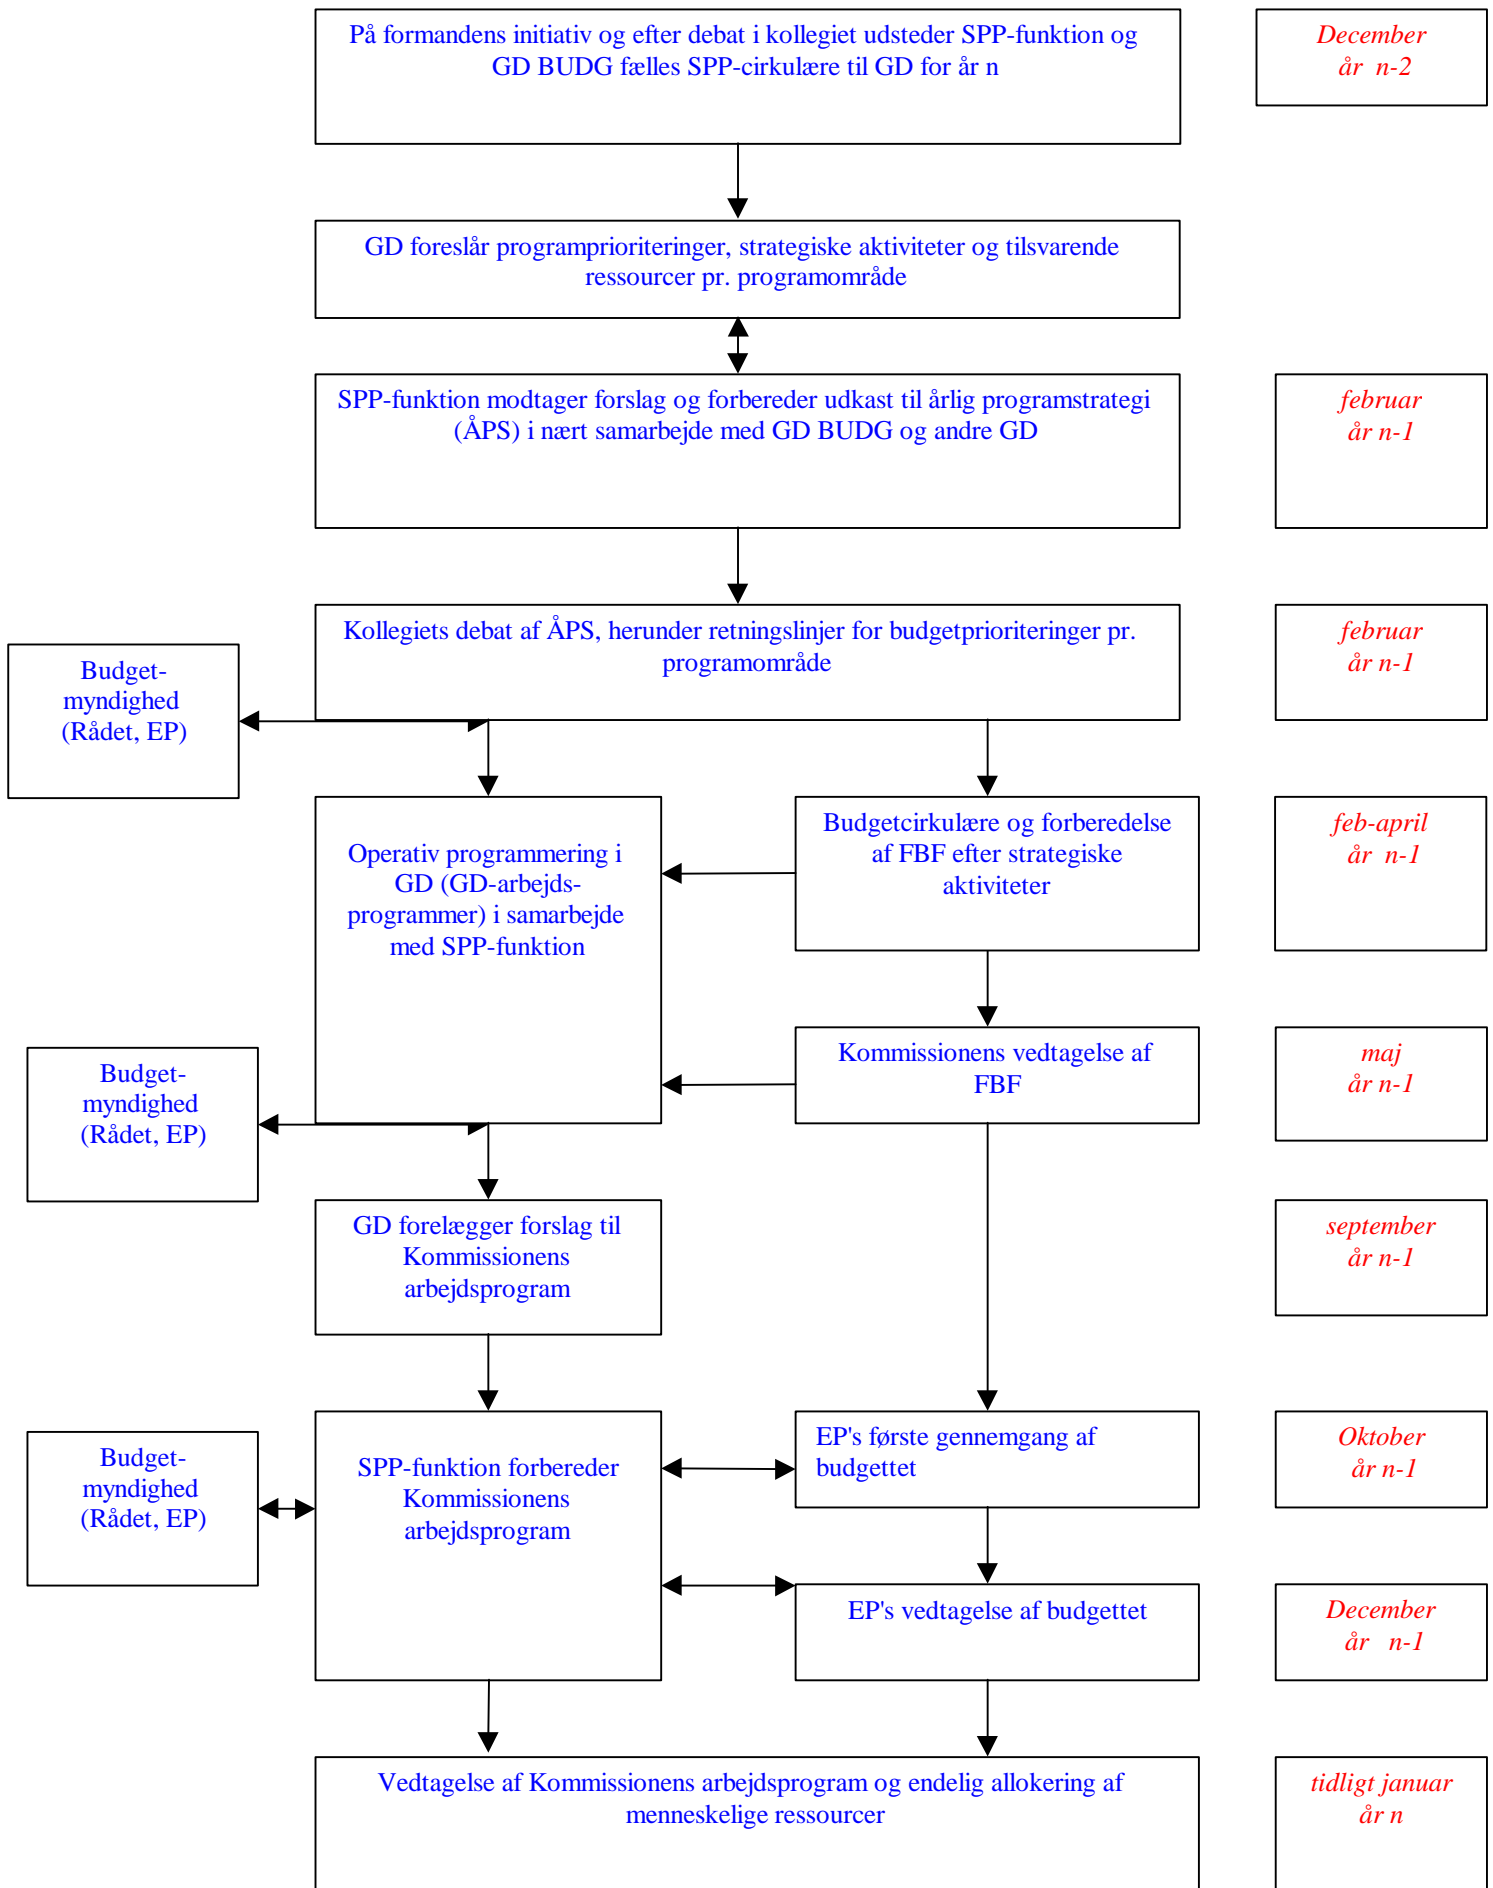 På formandens initiativ og efter debat i kollegiet udsteder SPP-funktion og
GD BUDG fælles SPP-cirkulære til GD for år n
December
år n-2
GD foreslår programprioriteringer, strategiske aktiviteter og tilsvarende
ressourcer pr. programområde
SPP-funktion modtager forslag og forbereder udkast til årlig programstrategi
(ÅPS) i nært samarbejde med GD BUDG og andre GD
februar
år n-1
Kollegiets debat af ÅPS, herunder retningslinjer for budgetprioriteringer pr.
programområde
februar
år n-1
Budget-
myndighed
(Rådet, EP)
Operativ programmering i
GD (GD-arbejds-
programmer) i samarbejde
med SPP-funktion
Budgetcirkulære og forberedelse
af FBF efter strategiske
aktiviteter
feb-april
år n-1
Kommissionens vedtagelse af
FBF
maj
år n-1
Budget-
myndighed
(Rådet, EP)
GD forelægger forslag til
Kommissionens
arbejdsprogram
september
år n-1
Budget-
myndighed
(Rådet, EP)
SPP-funktion forbereder
Kommissionens
arbejdsprogram
EP's første gennemgang af
budgettet
Oktober
år n-1
EP's vedtagelse af budgettet
December
år n-1
Vedtagelse af Kommissionens arbejdsprogram og endelig allokering af
menneskelige ressourcer
tidligt januar
år n